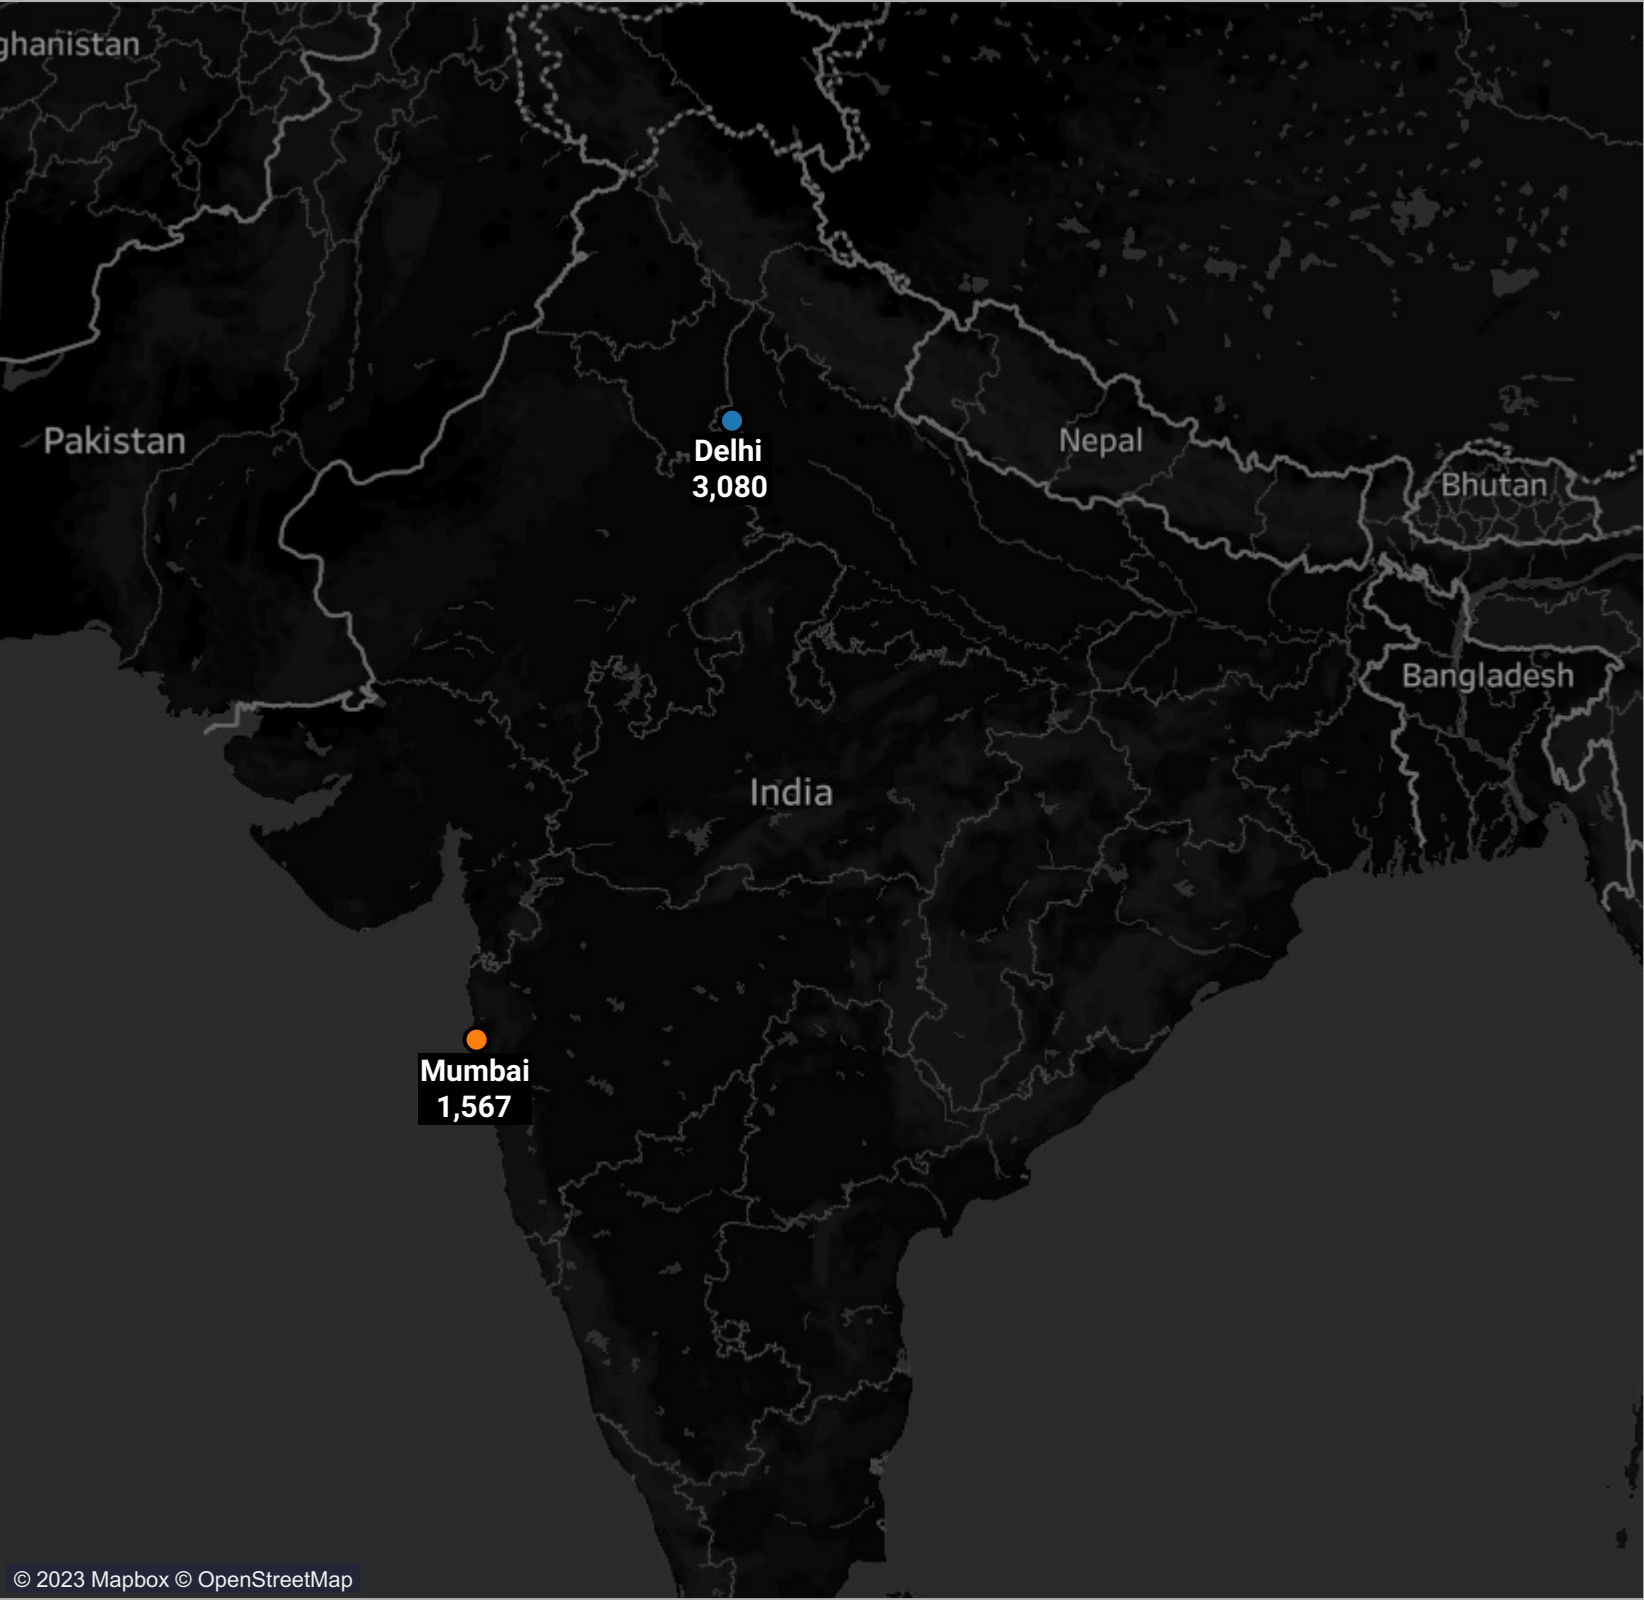 ghanistan
Pakistan
Delhi
3,080
Nepal
Bhutan
Bangladesh
India
Mumbai
1,567
© 2023 Mapbox © OpenStreetMap